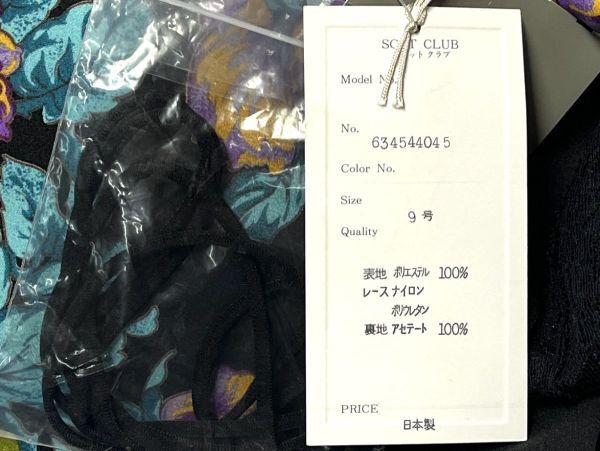 CLUB
ットクラブ
Model No.
No. 634544045
Color No.
Size 9号
Quality
表地 ポリエステル 100%
レース ナイロン
ポリウレタン
裏地 アセテート 100%
PRICE
日本製